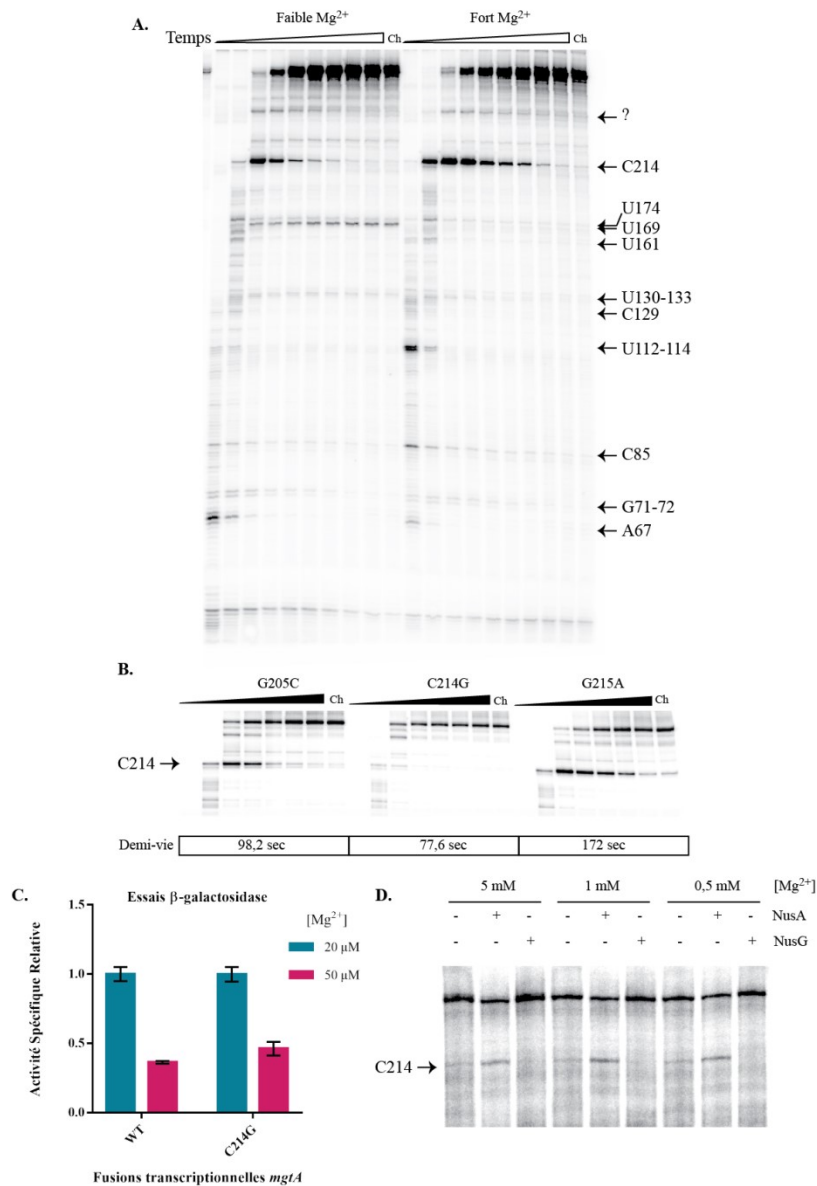 A.
Faible Mg²⁺ Fort Mg²⁺
Temps Ch Ch
?
C214
U174
U169
U161
U130-133
C129
U112-114
C85
G71-72
A67
B.
G205C C214G G215A
Ch Ch Ch
C214
Demi-vie 98,2 sec 77,6 sec 172 sec
C.
Essais β-galactosidase
[Mg²⁺]
20 µM
50 µM
Activité Spécifique Relative
1.5
1.0
0.5
0.0
WT C214G
Fusions transcriptionnelles mgtA
D.
5 mM 1 mM 0,5 mM [Mg²⁺]
- + - - + - - + NusA
- - + - - + - - + NusG
C214